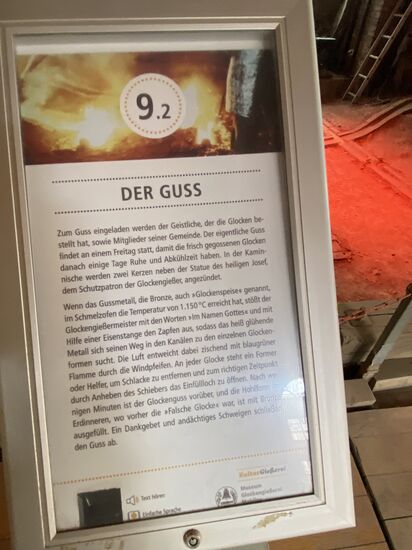 9.2
DER GUSS
Zum Guss eingeladen werden der Geistliche, der die Glocken be-
stellt hat, sowie Mitglieder seiner Gemeinde. Der eigentliche Guss
findet an einem Freitag statt, damit die frisch gegossenen Glocken
danach einige Tage Ruhe und Abkühlzeit haben. In der Kamin-
nische werden zwei Kerzen neben der Statue des heiligen Josef,
dem Schutzpatron der Glockengießer, angezündet.
Wenn das Gussmetall, die Bronze, auch »Glockenspeise« genannt,
im Schmelzofen die Temperatur von 1.150 °C erreicht hat, stößt der
Glockengießermeister mit den Worten »im Namen Gottes« und mit
Hilfe einer Eisenstange den Zapfen aus, sodass das heiß glühende
Metall sich seinen Weg in den Kanälen zu den einzelnen Glocken-
formen sucht. Die Luft entweicht dabei zischend mit blaugrüner
Flamme durch die Windpfeifen. An jeder Glocke steht ein Former
oder Helfer, um Schlacke zu entfernen und zum richtigen Zeitpunkt
durch Anheben des Schiebers das Einfüllloch zu öffnen. Nach we-
nigen Minuten ist der Glockenguss vorüber, und die Hohlform in
Erdinneren, wo vorher die »Falsche Glocke« war, ist mit Bronze
ausgefüllt. Ein Dankgebet und andächtiges Schweigen schließt
den Guss ab.
Text hören
Einfache Sprache
KulturGießerei
Museum
Glockengießerei